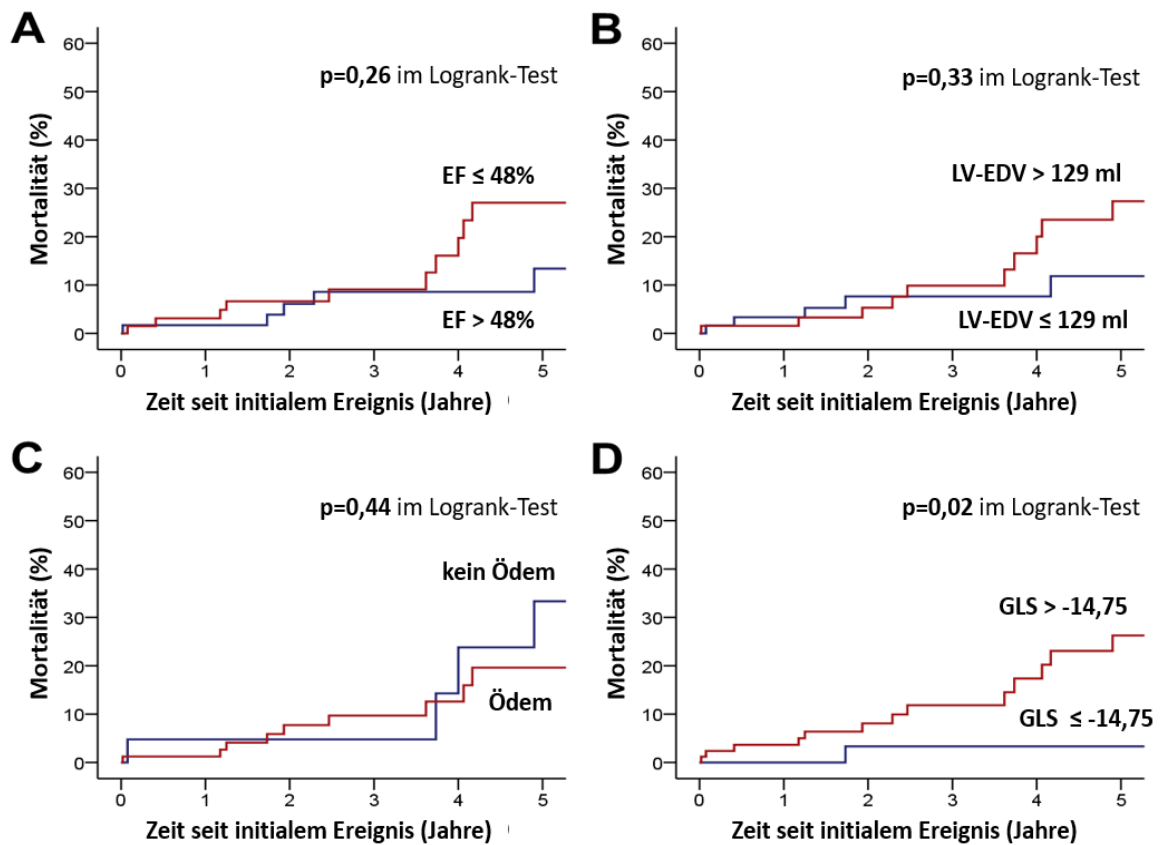 A
Mortalität (%)
60
50
40
30
20
10
0
p=0,26 im Logrank-Test
EF ≤ 48%
EF > 48%
0 1 2 3 4 5
Zeit seit initialem Ereignis (Jahre)
B
Mortalität (%)
60
50
40
30
20
10
0
p=0,33 im Logrank-Test
LV-EDV > 129 ml
LV-EDV ≤ 129 ml
0 1 2 3 4 5
Zeit seit initialem Ereignis (Jahre)
C
Mortalität (%)
60
50
40
30
20
10
0
p=0,44 im Logrank-Test
kein Ödem
Ödem
0 1 2 3 4 5
Zeit seit initialem Ereignis (Jahre)
D
Mortalität (%)
60
50
40
30
20
10
0
p=0,02 im Logrank-Test
GLS > -14,75
GLS ≤ -14,75
0 1 2 3 4 5
Zeit seit initialem Ereignis (Jahre)